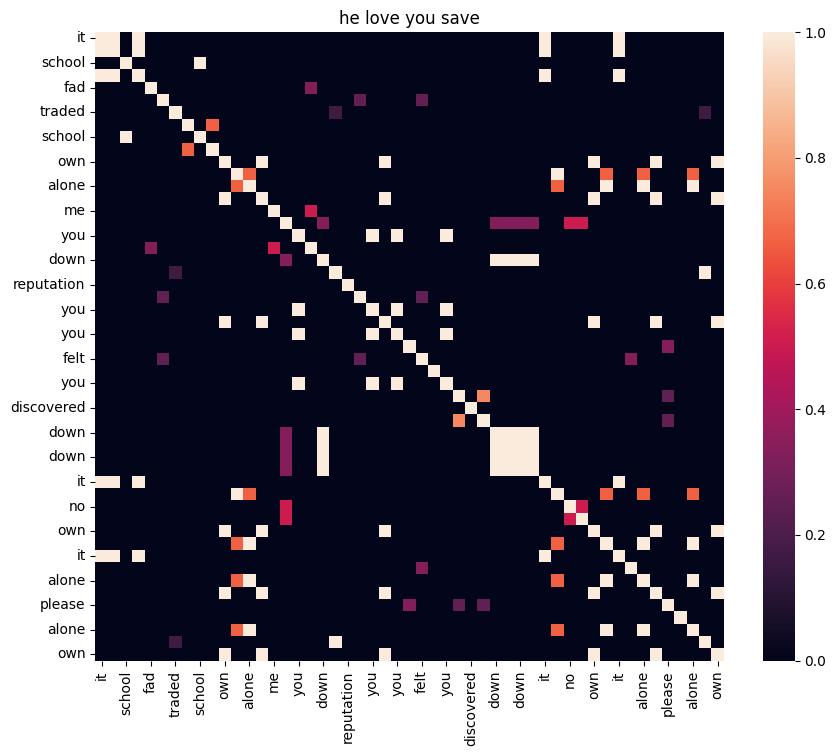 he love you save
it
school
fad
traded
school
own
alone
me
you
down
reputation
you
you
felt
you
discovered
down
down
it
no
own
it
alone
please
alone
own
1.0
0.8
0.6
0.4
0.2
0.0
it
school
fad
traded
school
own
alone
me
you
down
reputation
you
you
felt
you
discovered
down
down
it
no
own
it
alone
please
alone
own